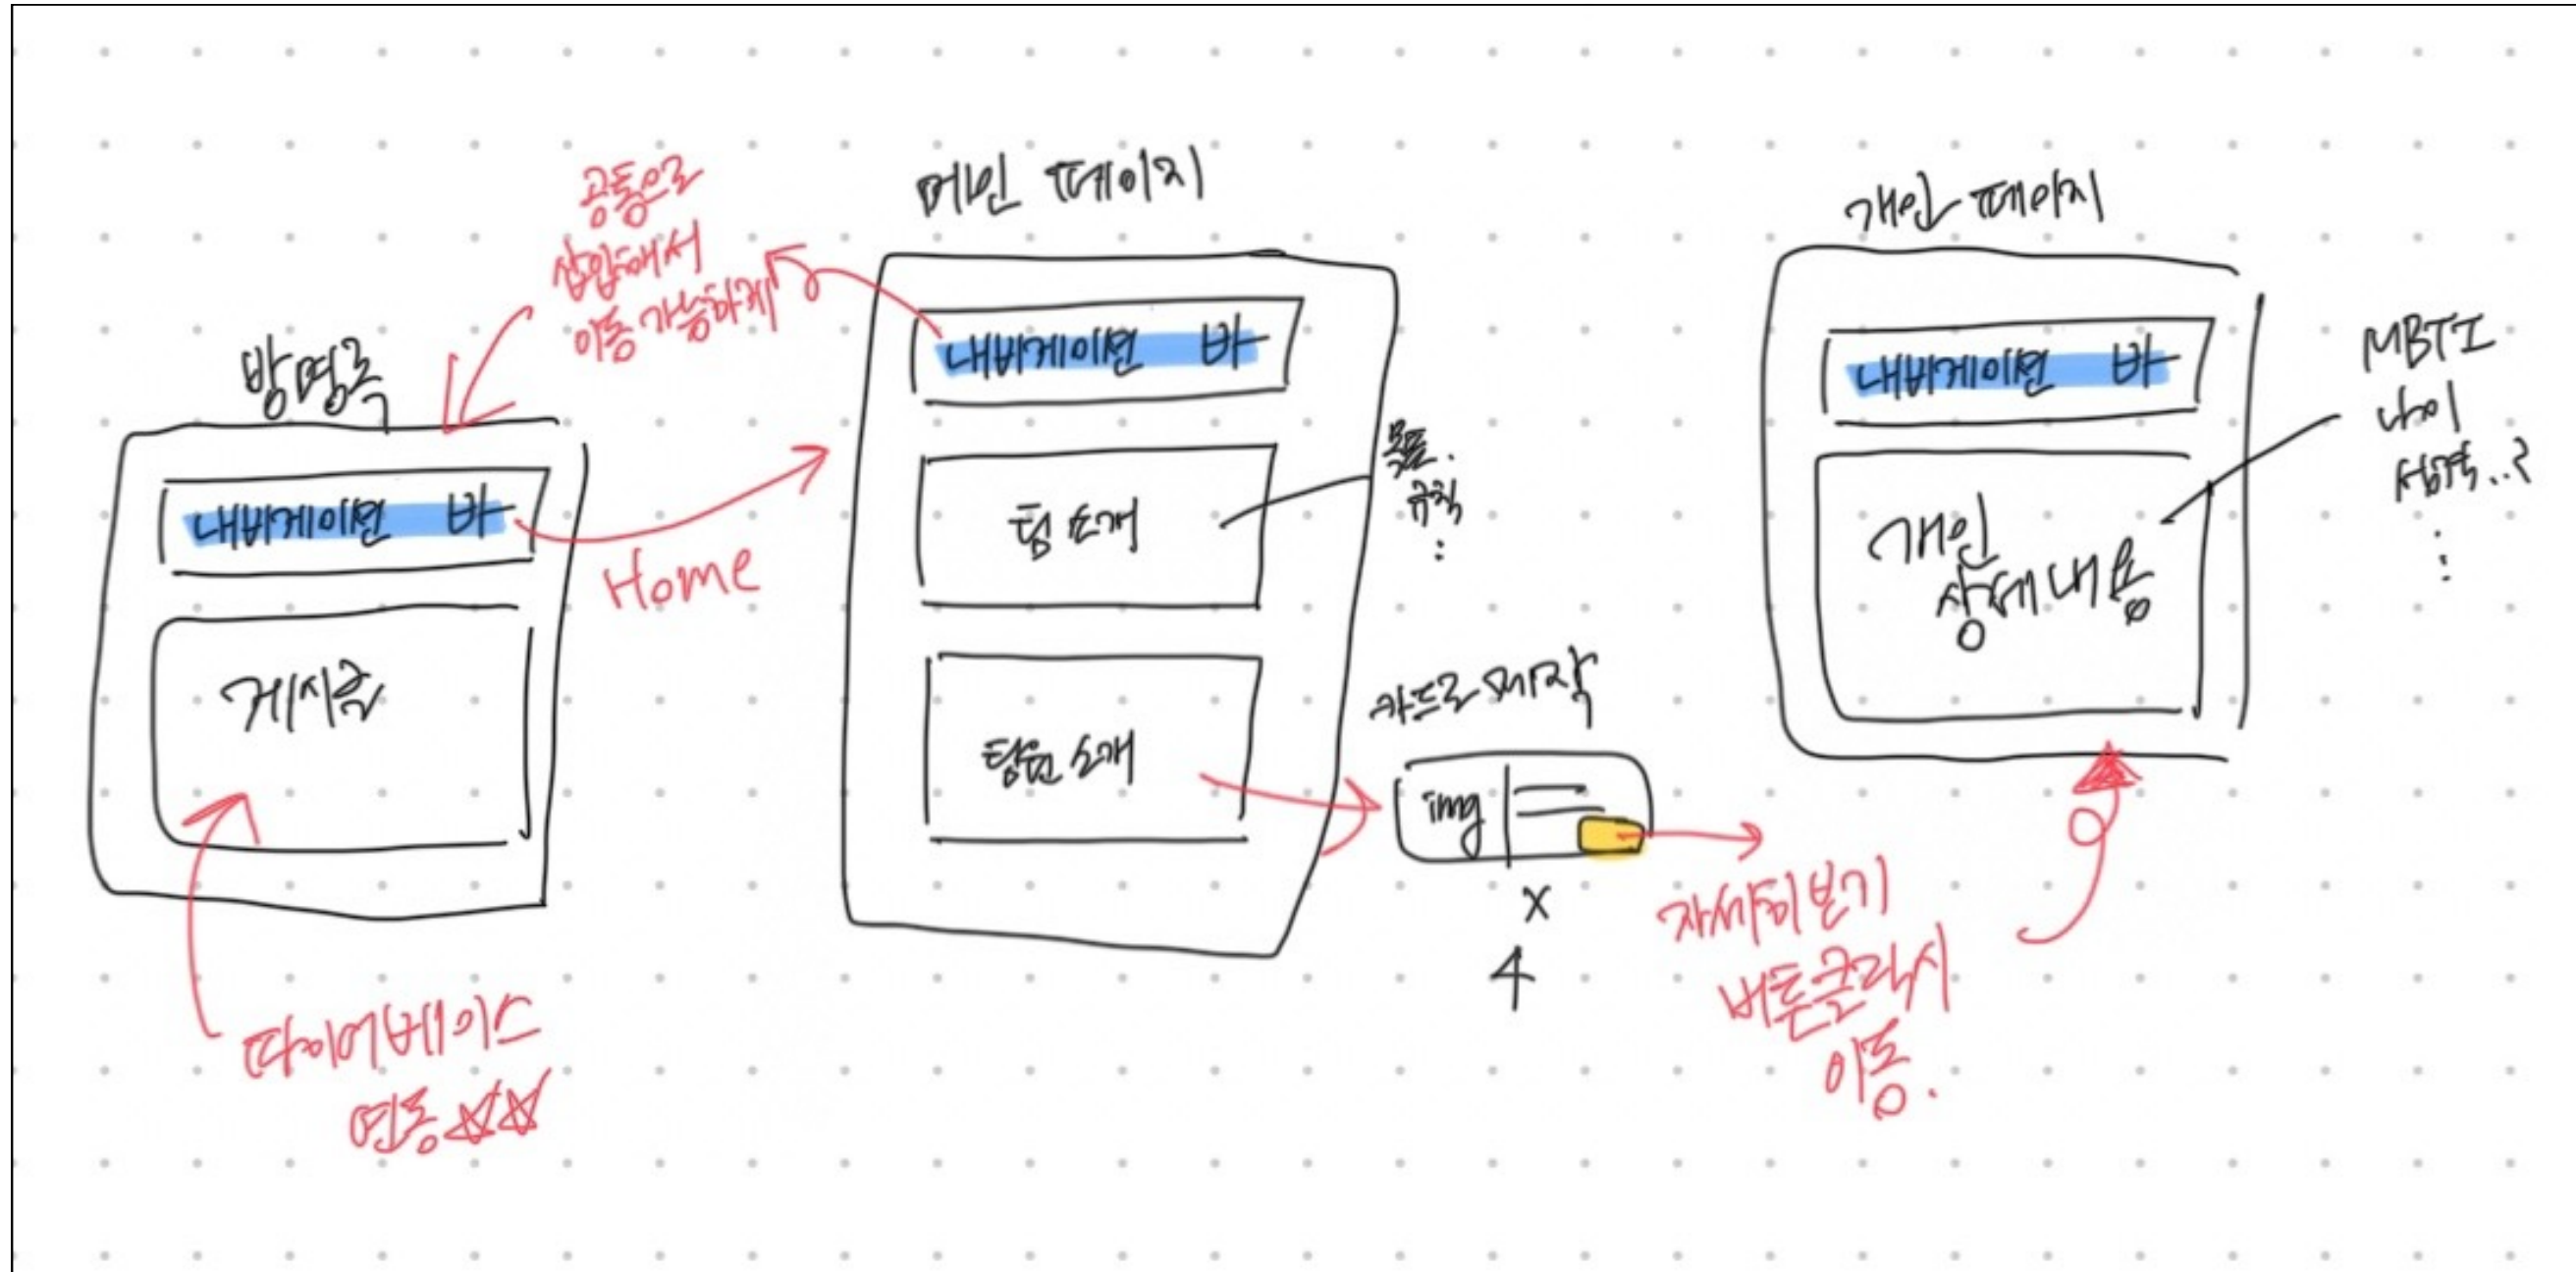 방명록
내비게이션 바
게시글
데이터베이스
연동 ☆☆
공통으로
삽입해서
이동 가능하게
Home
메인 페이지
내비게이션 바
팀 소개
목표.
규칙
:
팀원 소개
카드로 제작
img
x
4
자세히 보기
버튼 클릭 시
이동.
개인 페이지
내비게이션 바
개인
상세 내용
MBTI
나이
성격..?
⋮